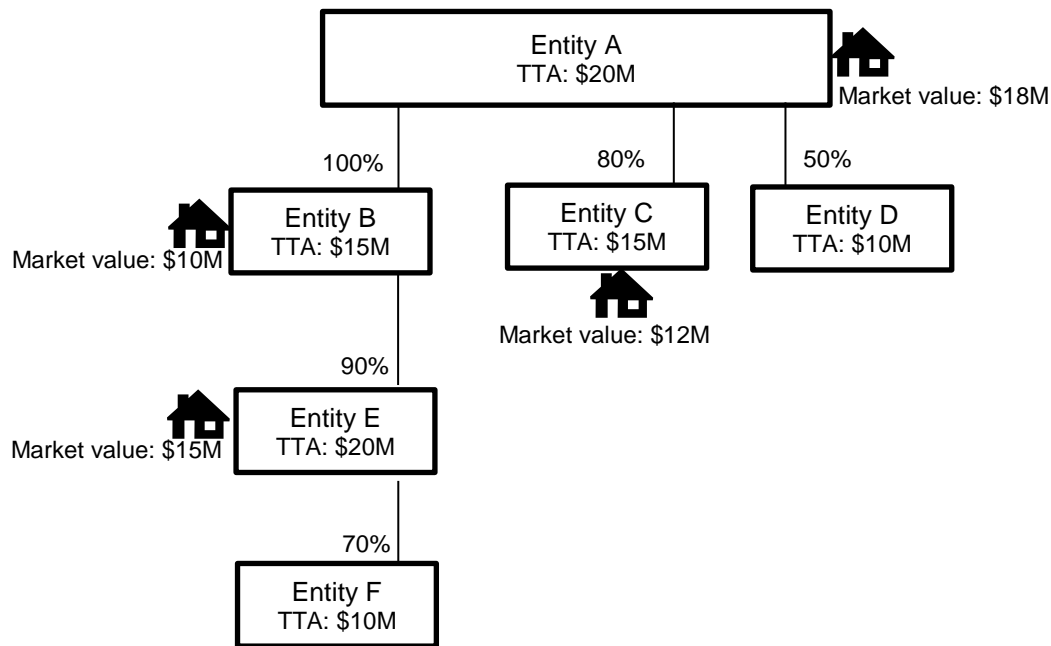 Entity A
TTA: $20M
Market value: $18M
100%
80%
50%
Entity B
TTA: $15M
Market value: $10M
Entity C
TTA: $15M
Entity D
TTA: $10M
Market value: $12M
90%
Entity E
TTA: $20M
Market value: $15M
70%
Entity F
TTA: $10M